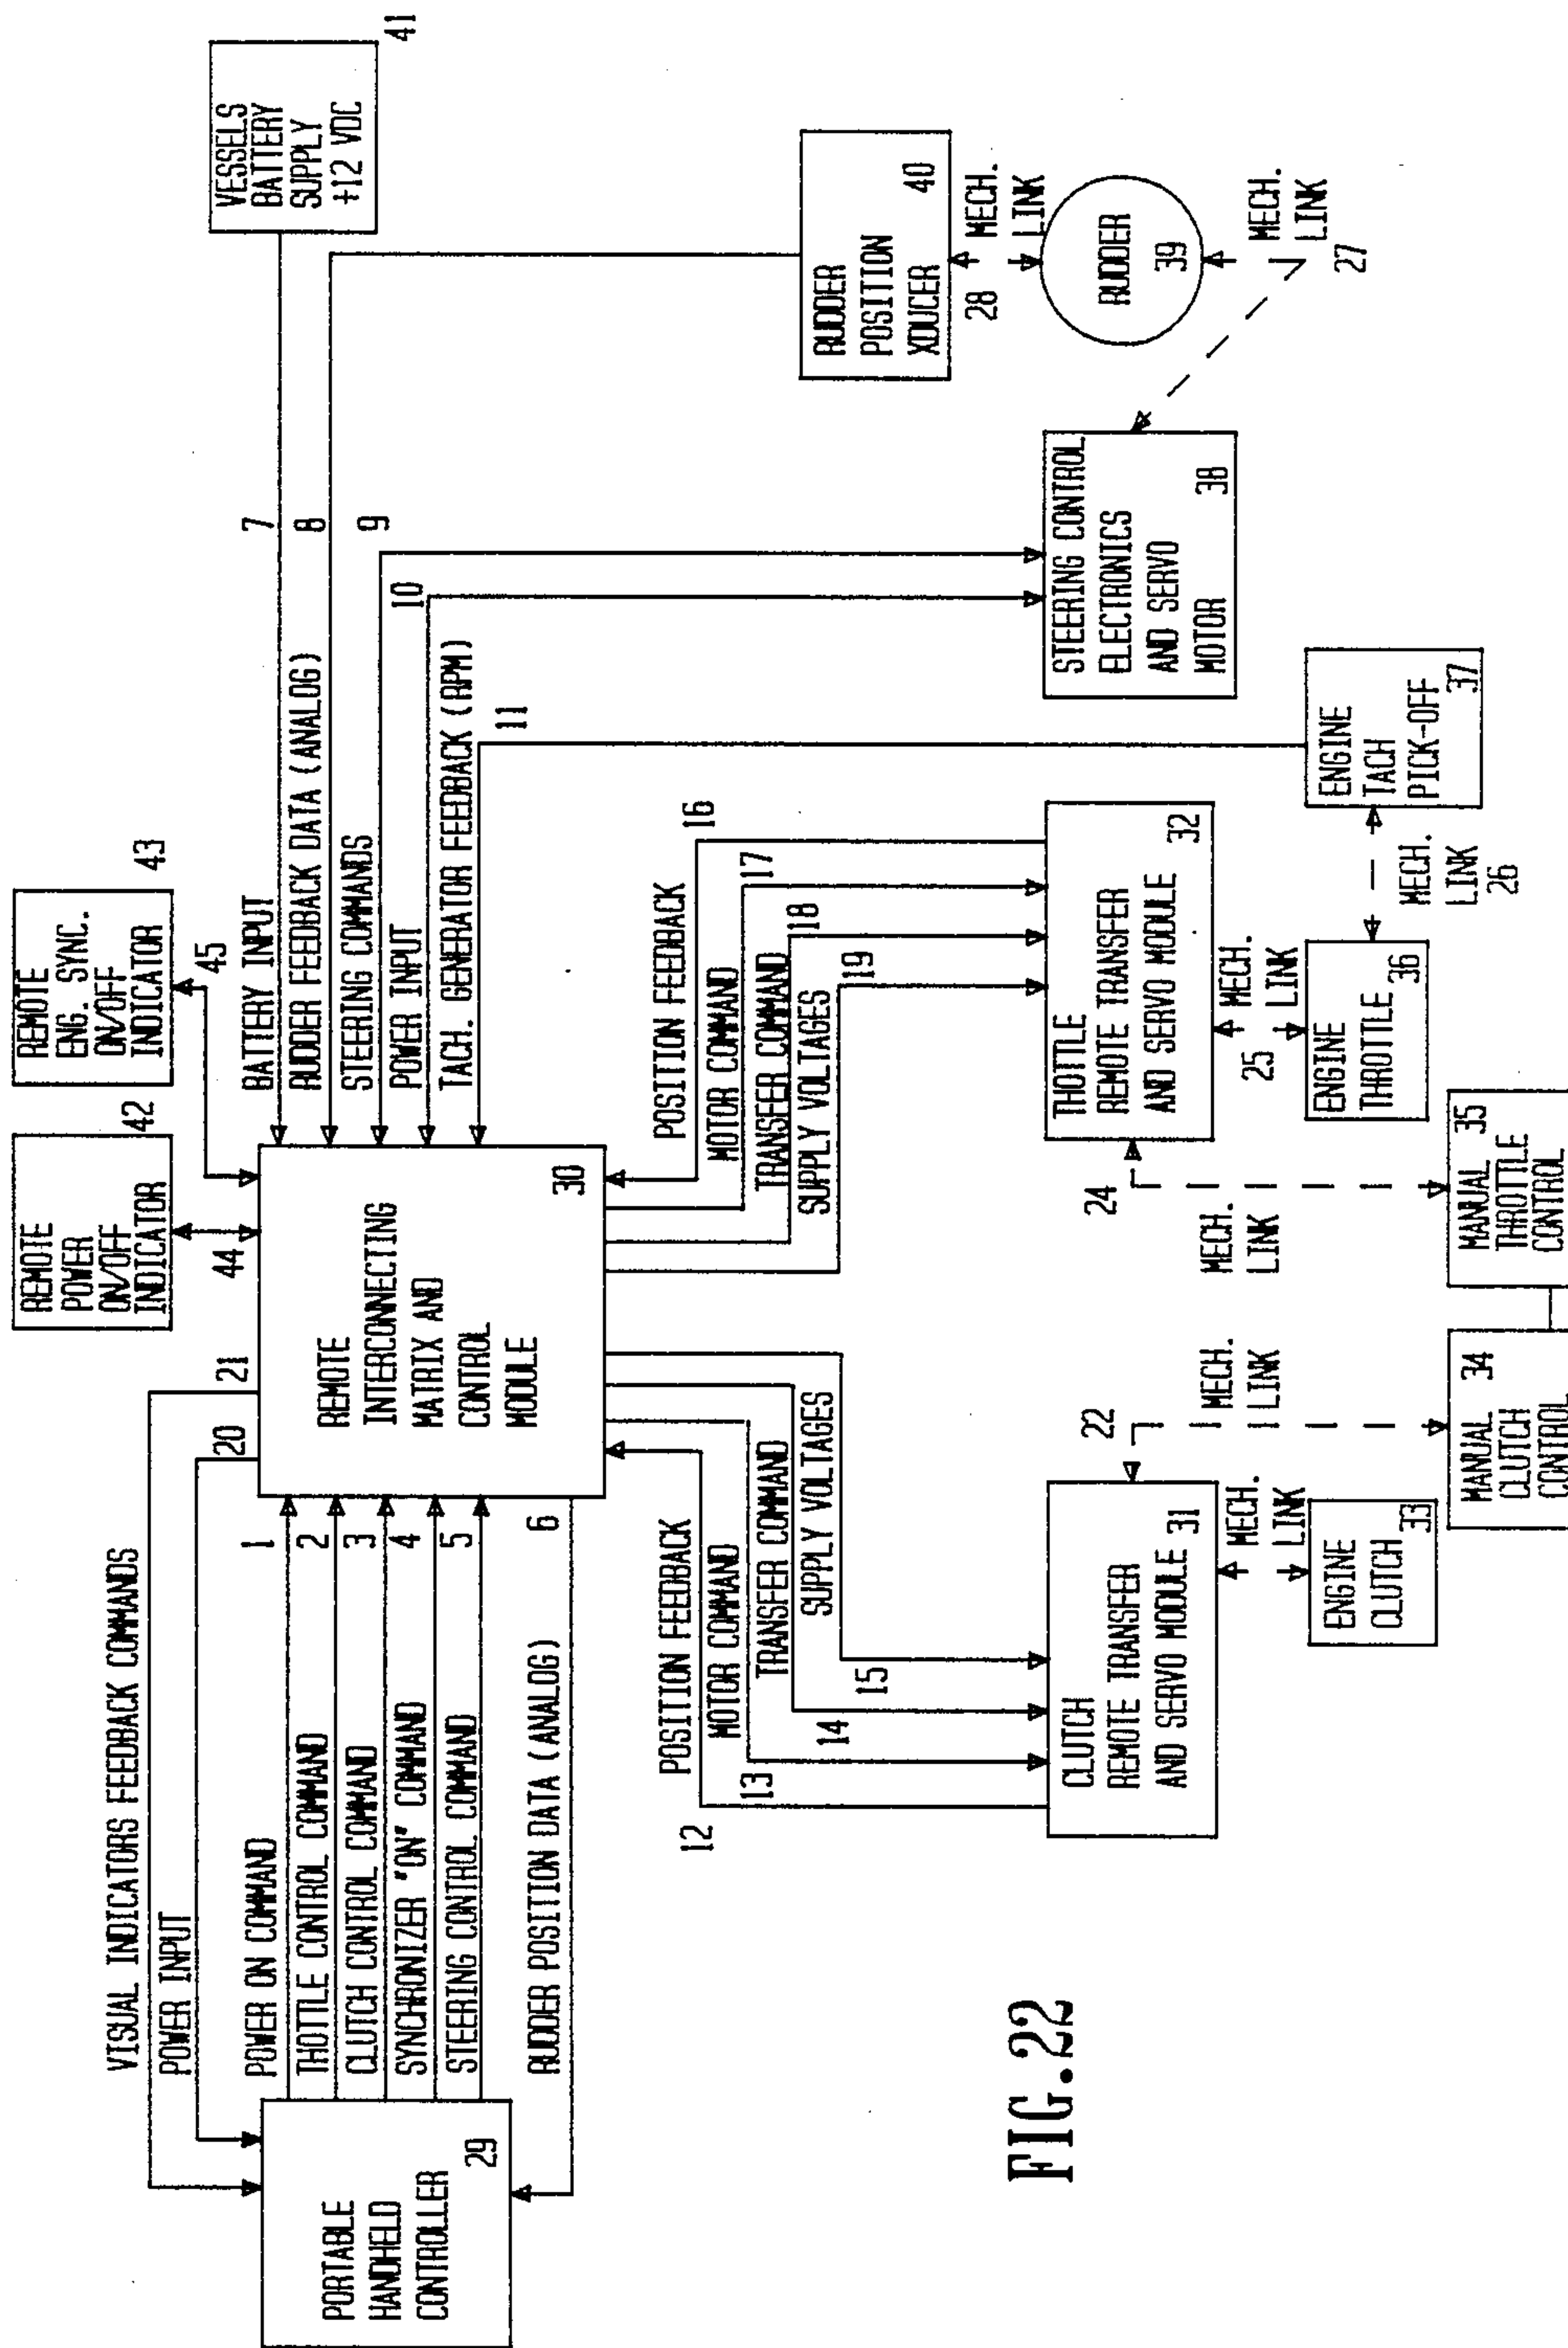 VISUAL INDICATORS FEEDBACK COMMANDS
POWER INPUT
21
20
PORTABLE
HANDHELD
CONTROLLER
29
POWER ON COMMAND
1
THOTTLE CONTROL COMMAND
2
CLUTCH CONTROL COMMAND
3
SYNCHRONIZER "ON" COMMAND
4
STEERING CONTROL COMMAND
5
RUDDER POSITION DATA (ANALOG)
6
REMOTE
POWER
ON/OFF
INDICATOR
42
44
REMOTE
ENG. SYNC.
ON/OFF
INDICATOR
43
45
REMOTE
INTERCONNECTING
MATRIX AND
CONTROL
MODULE
30
BATTERY INPUT
7
RUDDER FEEDBACK DATA (ANALOG)
8
STEERING COMMANDS
9
POWER INPUT
10
TACH. GENERATOR FEEDBACK (RPM)
11
VESSELS
BATTERY
SUPPLY
+12 VDC
41
POSITION FEEDBACK
MOTOR COMMAND
TRANSFER COMMAND
SUPPLY VOLTAGES
12
13
14
15
POSITION FEEDBACK
16
MOTOR COMMAND
17
TRANSFER COMMAND
18
SUPPLY VOLTAGES
19
RUDDER
POSITION
XDUCER
40
28
MECH.
LINK
RUDDER
39
MECH.
LINK
27
CLUTCH
REMOTE TRANSFER
AND SERVO MODULE
31
22
MECH.
LINK
THOTTLE
REMOTE TRANSFER
AND SERVO MODULE
32
24
MECH.
LINK
STEERING CONTROL
ELECTRONICS
AND SERVO
MOTOR
38
MECH.
LINK
ENGINE
CLUTCH
33
25
MECH.
LINK
ENGINE
THROTTLE
36
MECH.
LINK
26
ENGINE
TACH
PICK-OFF
37
MANUAL
CLUTCH
CONTROL
34
MANUAL
THROTTLE
CONTROL
35
FIG.22